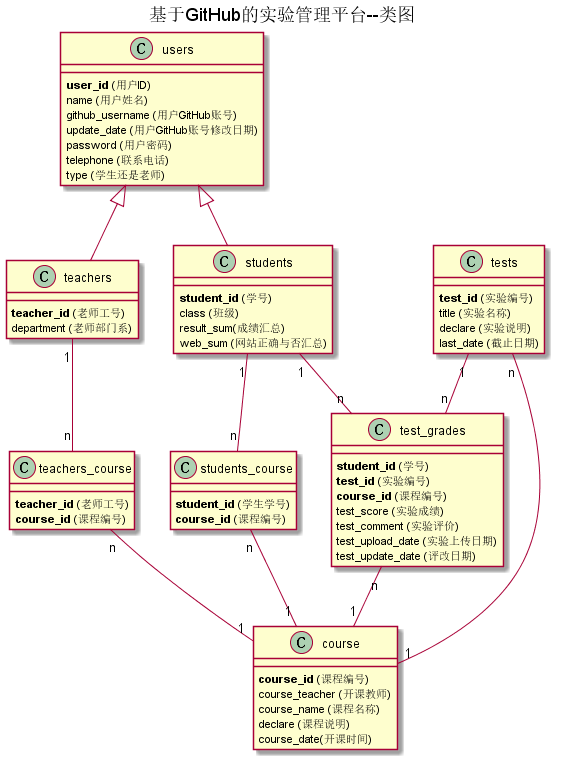 基于GitHub的实验管理平台--类图
C users
user_id (用户ID)
name (用户姓名)
github_username (用户GitHub账号)
update_date (用户GitHub账号修改日期)
password (用户密码)
telephone (联系电话)
type (学生还是老师)
C teachers
teacher_id (老师工号)
department (老师部门系)
C students
student_id (学号)
class (班级)
result_sum(成绩汇总)
web_sum (网站正确与否汇总)
C tests
test_id (实验编号)
title (实验名称)
declare (实验说明)
last_date (截止日期)
1
1
1
1
n
n
n
n
n
C teachers_course
teacher_id (老师工号)
course_id (课程编号)
C students_course
student_id (学生学号)
course_id (课程编号)
C test_grades
student_id (学号)
test_id (实验编号)
course_id (课程编号)
test_score (实验成绩)
test_comment (实验评价)
test_upload_date (实验上传日期)
test_update_date (评改日期)
n
n
n
1
1
1
1
C course
course_id (课程编号)
course_teacher (开课教师)
course_name (课程名称)
declare (课程说明)
course_date(开课时间)